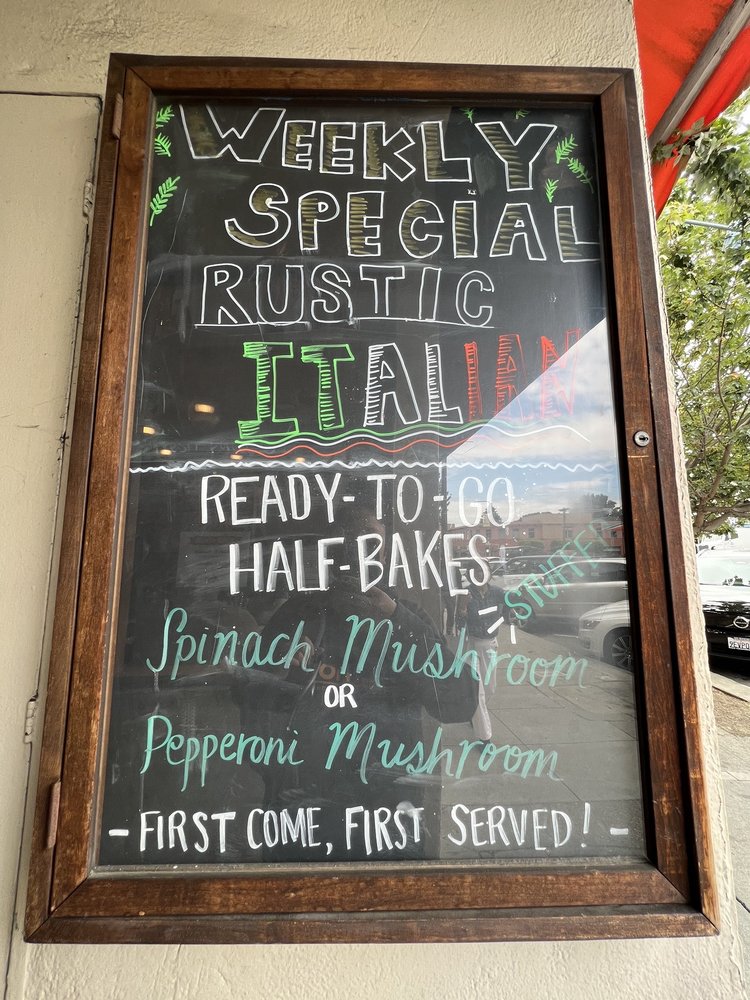 WEEKLY
SPECIAL
RUSTIC
ITALIAN
READY-TO-GO
HALF-BAKES
STUFFED
Spinach Mushroom
OR
Pepperoni Mushroom
- FIRST COME, FIRST SERVED! -